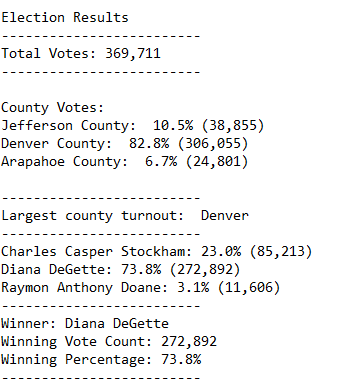 Election Results
-------------------------
Total Votes: 369,711
-------------------------
County Votes:
Jefferson County:  10.5% (38,855)
Denver County:  82.8% (306,055)
Arapahoe County:  6.7% (24,801)
-------------------------
Largest county turnout:  Denver
-------------------------
Charles Casper Stockham: 23.0% (85,213)
Diana DeGette: 73.8% (272,892)
Raymon Anthony Doane: 3.1% (11,606)
-------------------------
Winner: Diana DeGette
Winning Vote Count: 272,892
Winning Percentage: 73.8%
-------------------------